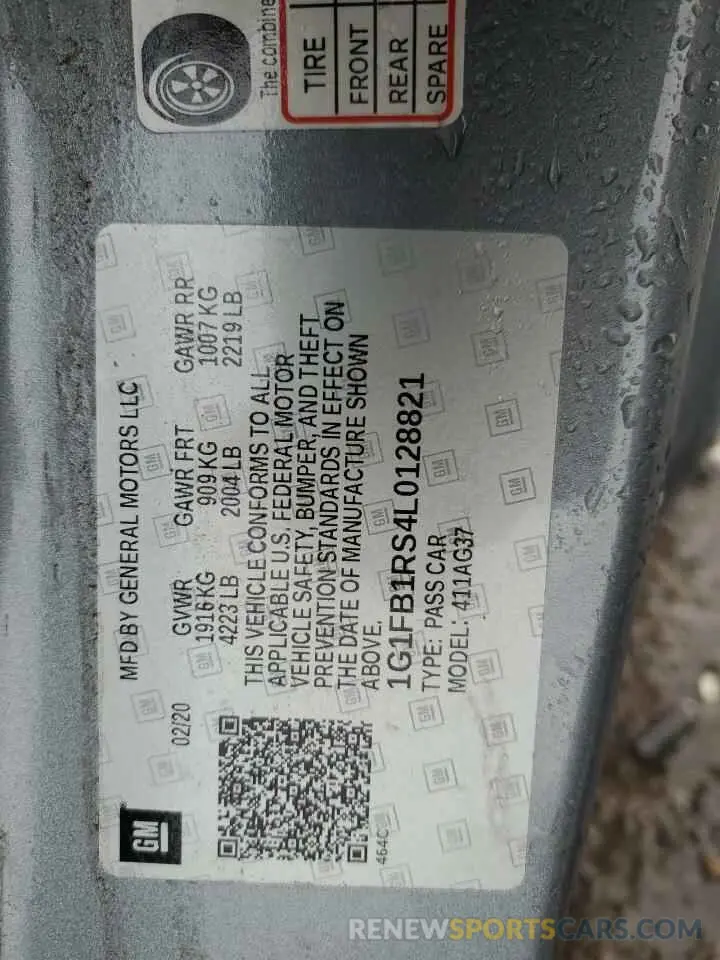 The combine
TIRE
FRONT
REAR
SPARE
GM
02/20
MFD BY GENERAL MOTORS LLC
GVWR GAWR FRT GAWR RR
1916 KG 909 KG 1007 KG
4223 LB 2004 LB 2219 LB
THIS VEHICLE CONFORMS TO ALL
APPLICABLE U.S. FEDERAL MOTOR
VEHICLE SAFETY, BUMPER, AND THEFT
PREVENTION STANDARDS IN EFFECT ON
THE DATE OF MANUFACTURE SHOWN
ABOVE.
1G1FB1RS4L0128821
TYPE: PASS CAR
MODEL: 411AG37
464C
RENEWSPORTSCARS.COM